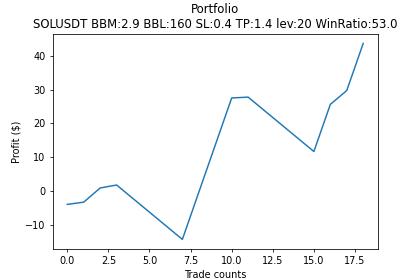 Portfolio
SOLUSDT BBM:2.9 BBL:160 SL:0.4 TP:1.4 lev:20 WinRatio:53.0
40
30
20
10
0
−10
Profit ($)
0.0 2.5 5.0 7.5 10.0 12.5 15.0 17.5
Trade counts